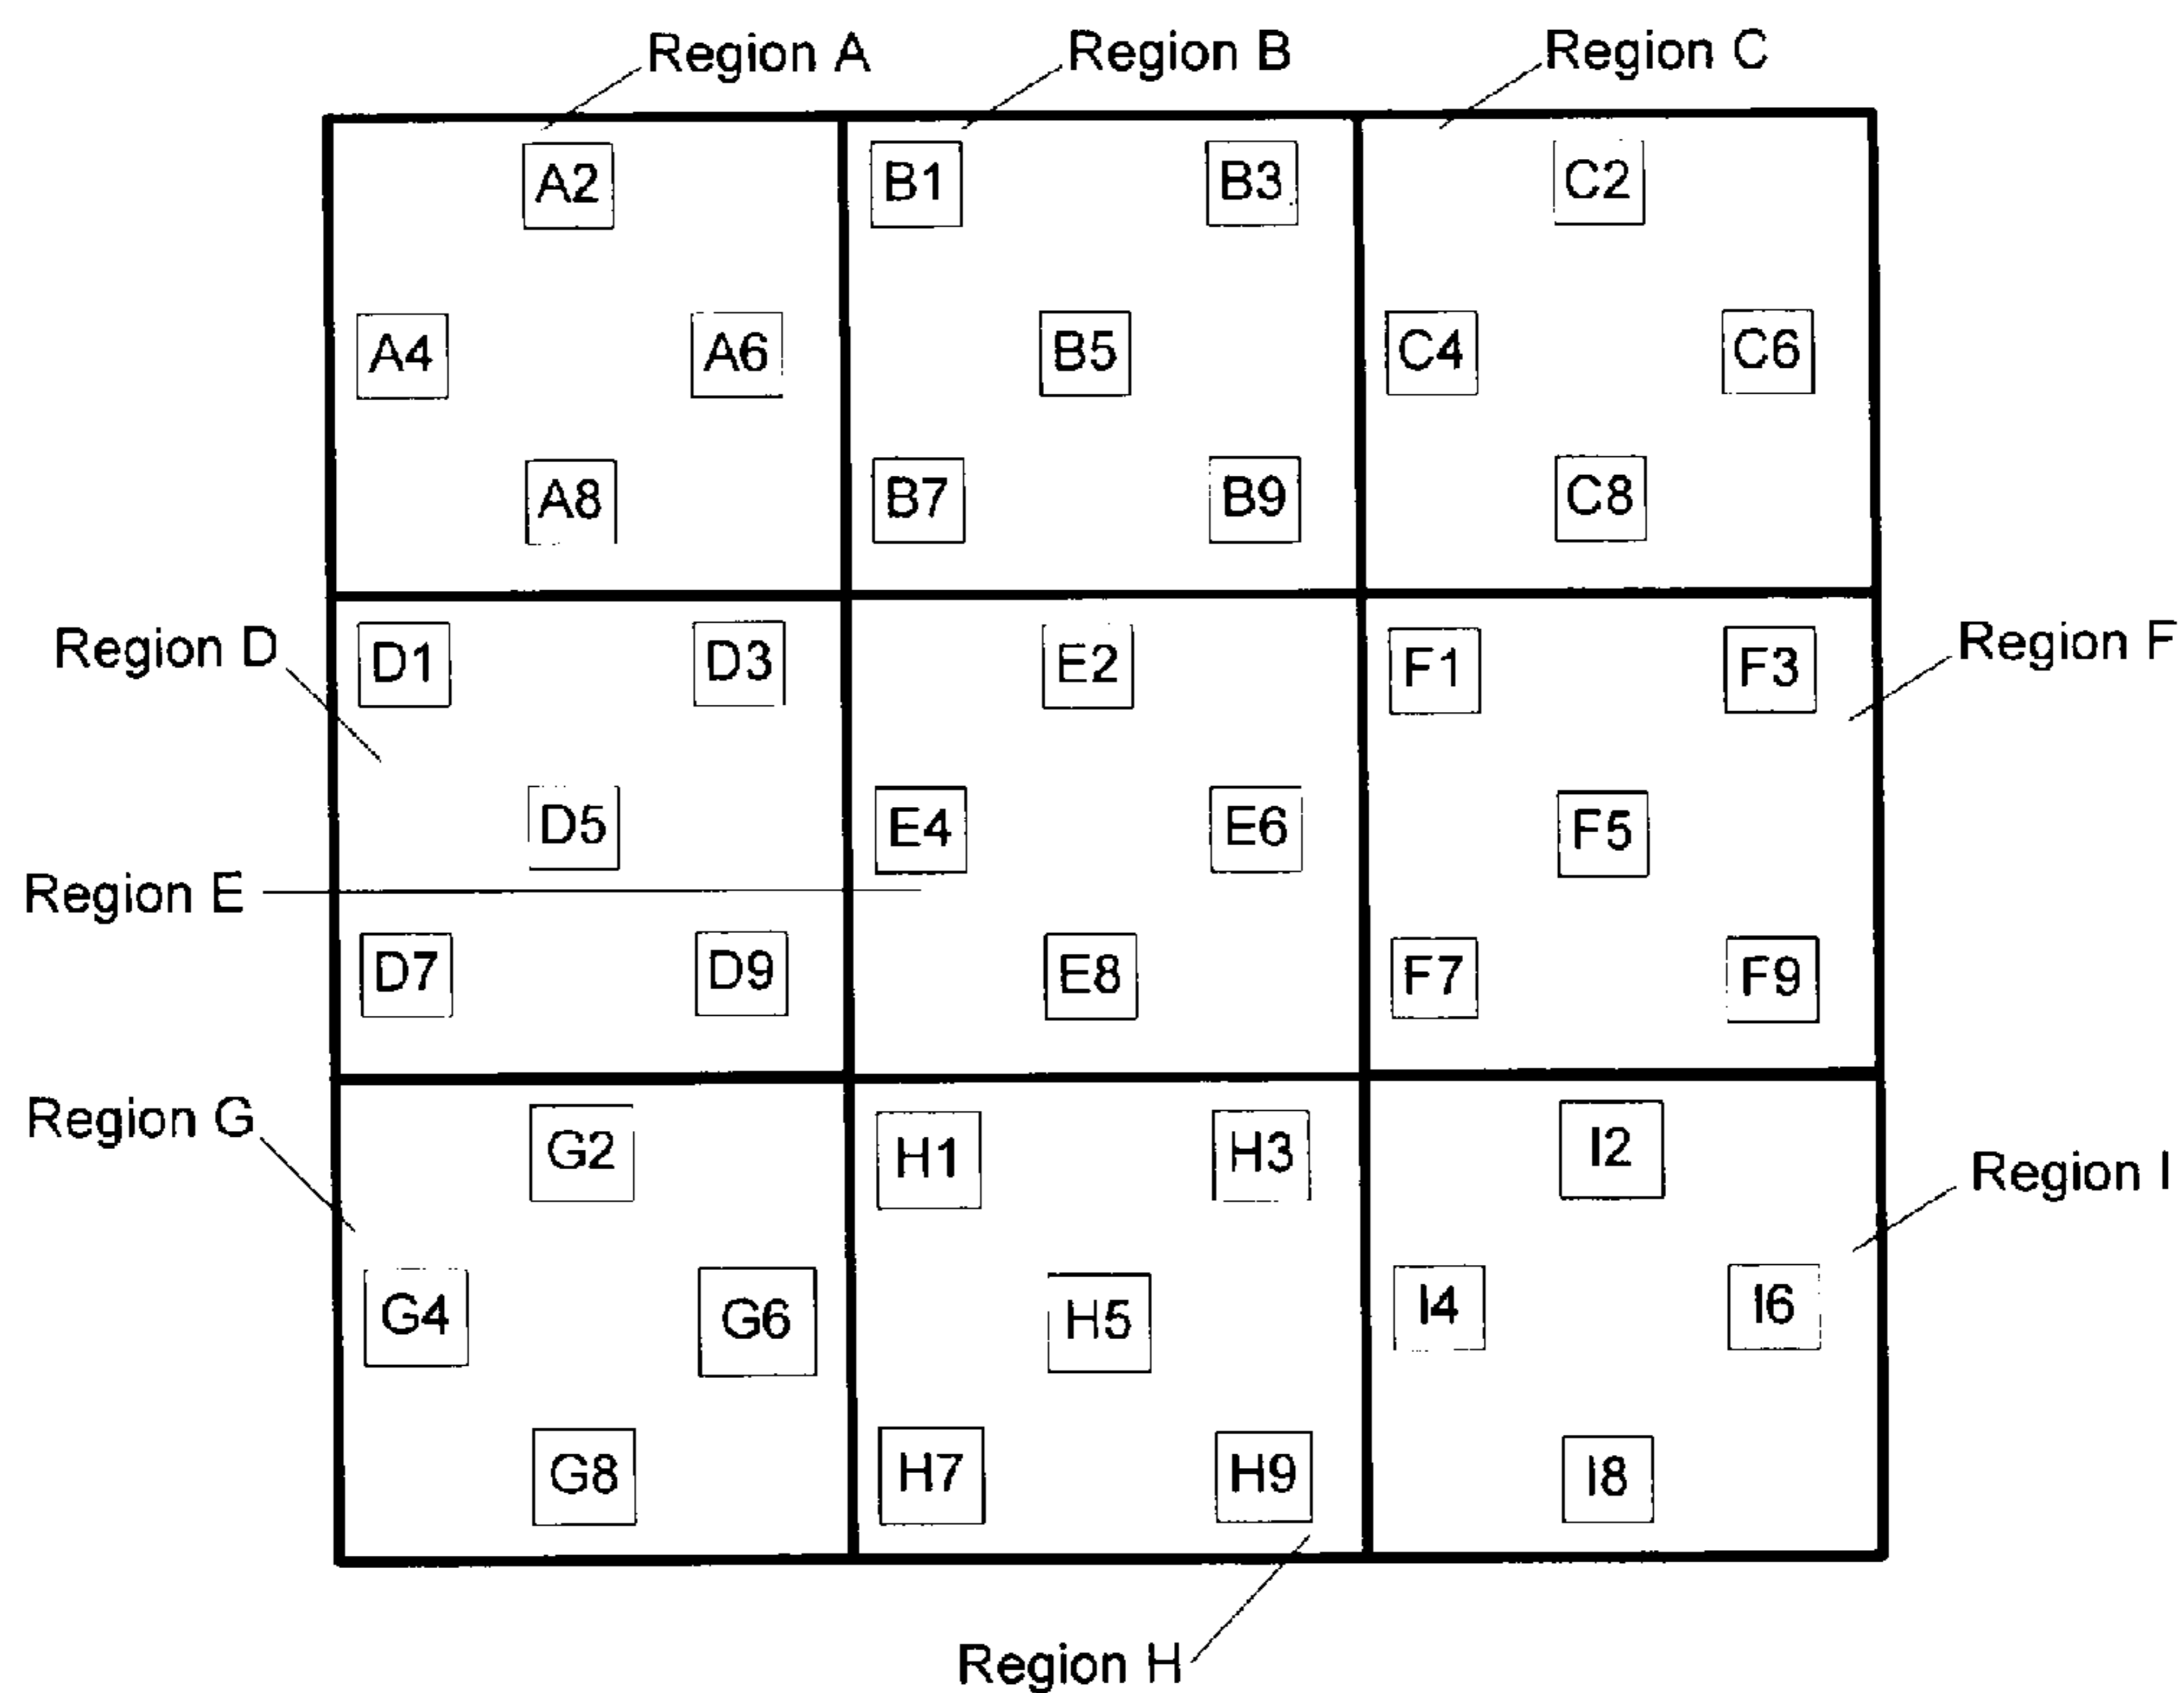 Region A Region B Region C
A2 B1 B3 C2
A4 A6 B5 C4 C6
A8 B7 B9 C8
Region D D1 D3 E2 F1 F3 Region F
D5 E4 E6 F5
Region E
D7 D9 E8 F7 F9
Region G G2 H1 H3 I2 Region I
G4 G6 H5 I4 I6
G8 H7 H9 I8
Region H